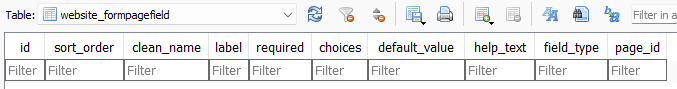 Table: website_formpagefield Filter in a
id sort_order clean_name label required choices default_value help_text field_type page_id
Filter Filter Filter Filter Filter Filter Filter Filter Filter Filter